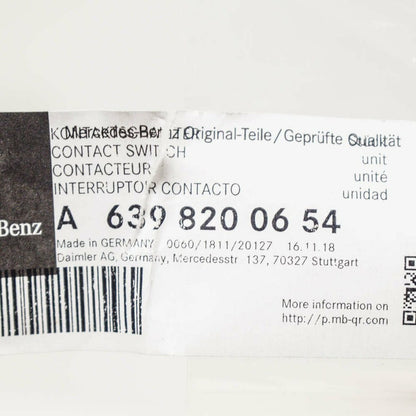 Mercedes-Benz Original-Teile/Geprüfte Qualität
CONTACT SWITCH unit
CONTACTEUR unité
INTERRUPTOR CONTACTO unidad
Benz
A 639 820 06 54
Made in GERMANY 0060/1811/20127 16.11.18
Daimler AG, Germany, Mercedesstr 137, 70327 Stuttgart
More information on
http://p.mb-qr.com